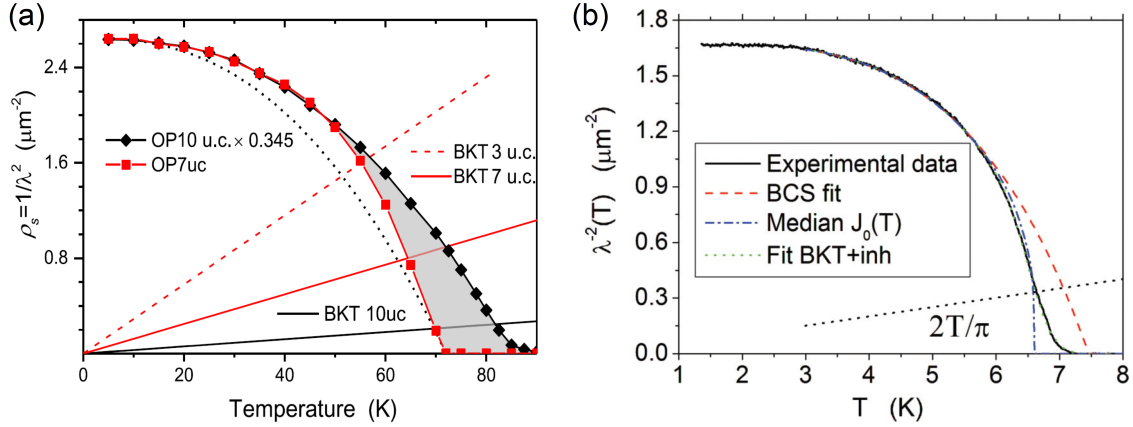 (a)
ρs=1/λ² (μm⁻²)
2.4
1.6
0.8
OP10 u.c.× 0.345
OP7uc
BKT 3 u.c.
BKT 7 u.c.
BKT 10uc
0 20 40 60 80
Temperature (K)
(b)
λ⁻²(T) (μm⁻²)
1.8
1.5
1.2
0.9
0.6
0.3
0.0
Experimental data
BCS fit
Median J₀(T)
Fit BKT+inh
2T/π
1 2 3 4 5 6 7 8
T (K)